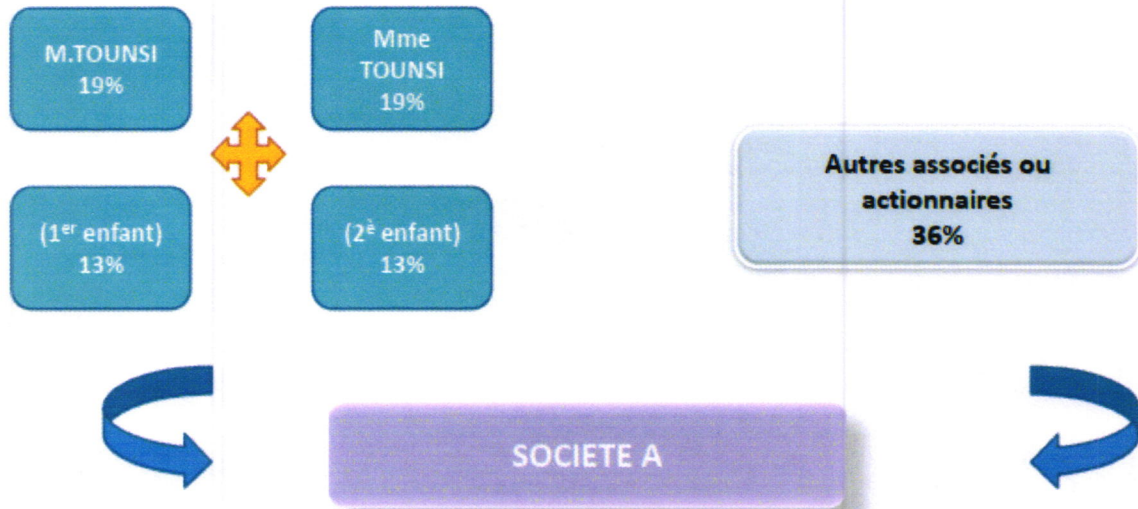 M.TOUNSI
19%
Mme
TOUNSI
19%
Autres associés ou
actionnaires
36%
(1er enfant)
13%
(2è enfant)
13%
SOCIETE A